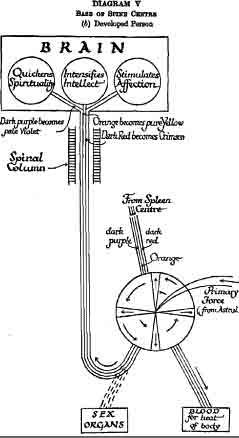 DIAGRAM V
BASE OF SPINE CENTRE
(b) Developed Person
BRAIN
Quickens
Spirituality
Intensifies
Intellect
Stimulates
Affection
Dark purple becomes
pale Violet
Orange becomes pure Yellow
Dark Red becomes Crimson
Spinal
Column
From Spleen
Centre
dark
purple
dark
red
Orange
Primary
Force
(from Astral)
SEX
ORGANS
BLOOD
for heat
of body